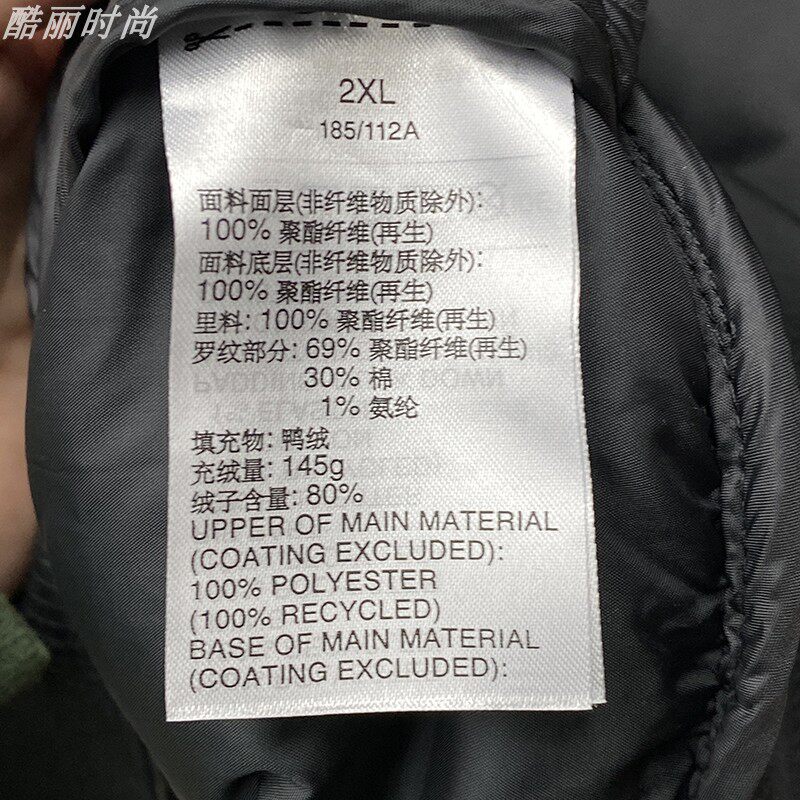 酷丽时尚
2XL
185/112A
面料面层(非纤维物质除外):
100% 聚酯纤维(再生)
面料底层(非纤维物质除外):
100% 聚酯纤维(再生)
里料: 100% 聚酯纤维(再生)
罗纹部分: 69% 聚酯纤维(再生)
30% 棉
1% 氨纶
填充物: 鸭绒
充绒量: 145g
绒子含量: 80%
UPPER OF MAIN MATERIAL
(COATING EXCLUDED):
100% POLYESTER
(100% RECYCLED)
BASE OF MAIN MATERIAL
(COATING EXCLUDED):